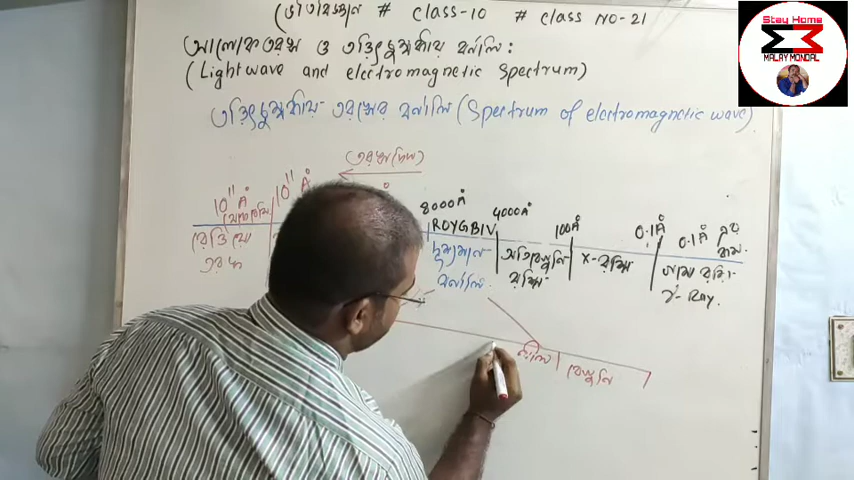 (ভৌতবিজ্ঞান # class-10 # class No-21
আলোকতরঙ্গ ও তড়িৎচুম্বকীয় বর্ণালি :
(Lightwave and electromagnetic spectrum)
তড়িৎচুম্বকীয় তরঙ্গের বর্ণালি (Spectrum of electromagnetic wave)
তরঙ্গদৈর্ঘ্য
10¹¹ Å 10¹¹ Å 8000Å 4000Å 100Å 0.1Å 0.1Å
ROYGBIV
রেডিয়ো তরঙ্গ
দৃশ্যমান বর্ণালি
অতিবেগুনি রশ্মি
X-রশ্মি
গামা রশ্মি
γ-Ray.
নীল বেগুনি
Stay Home
MALAY MONDAL